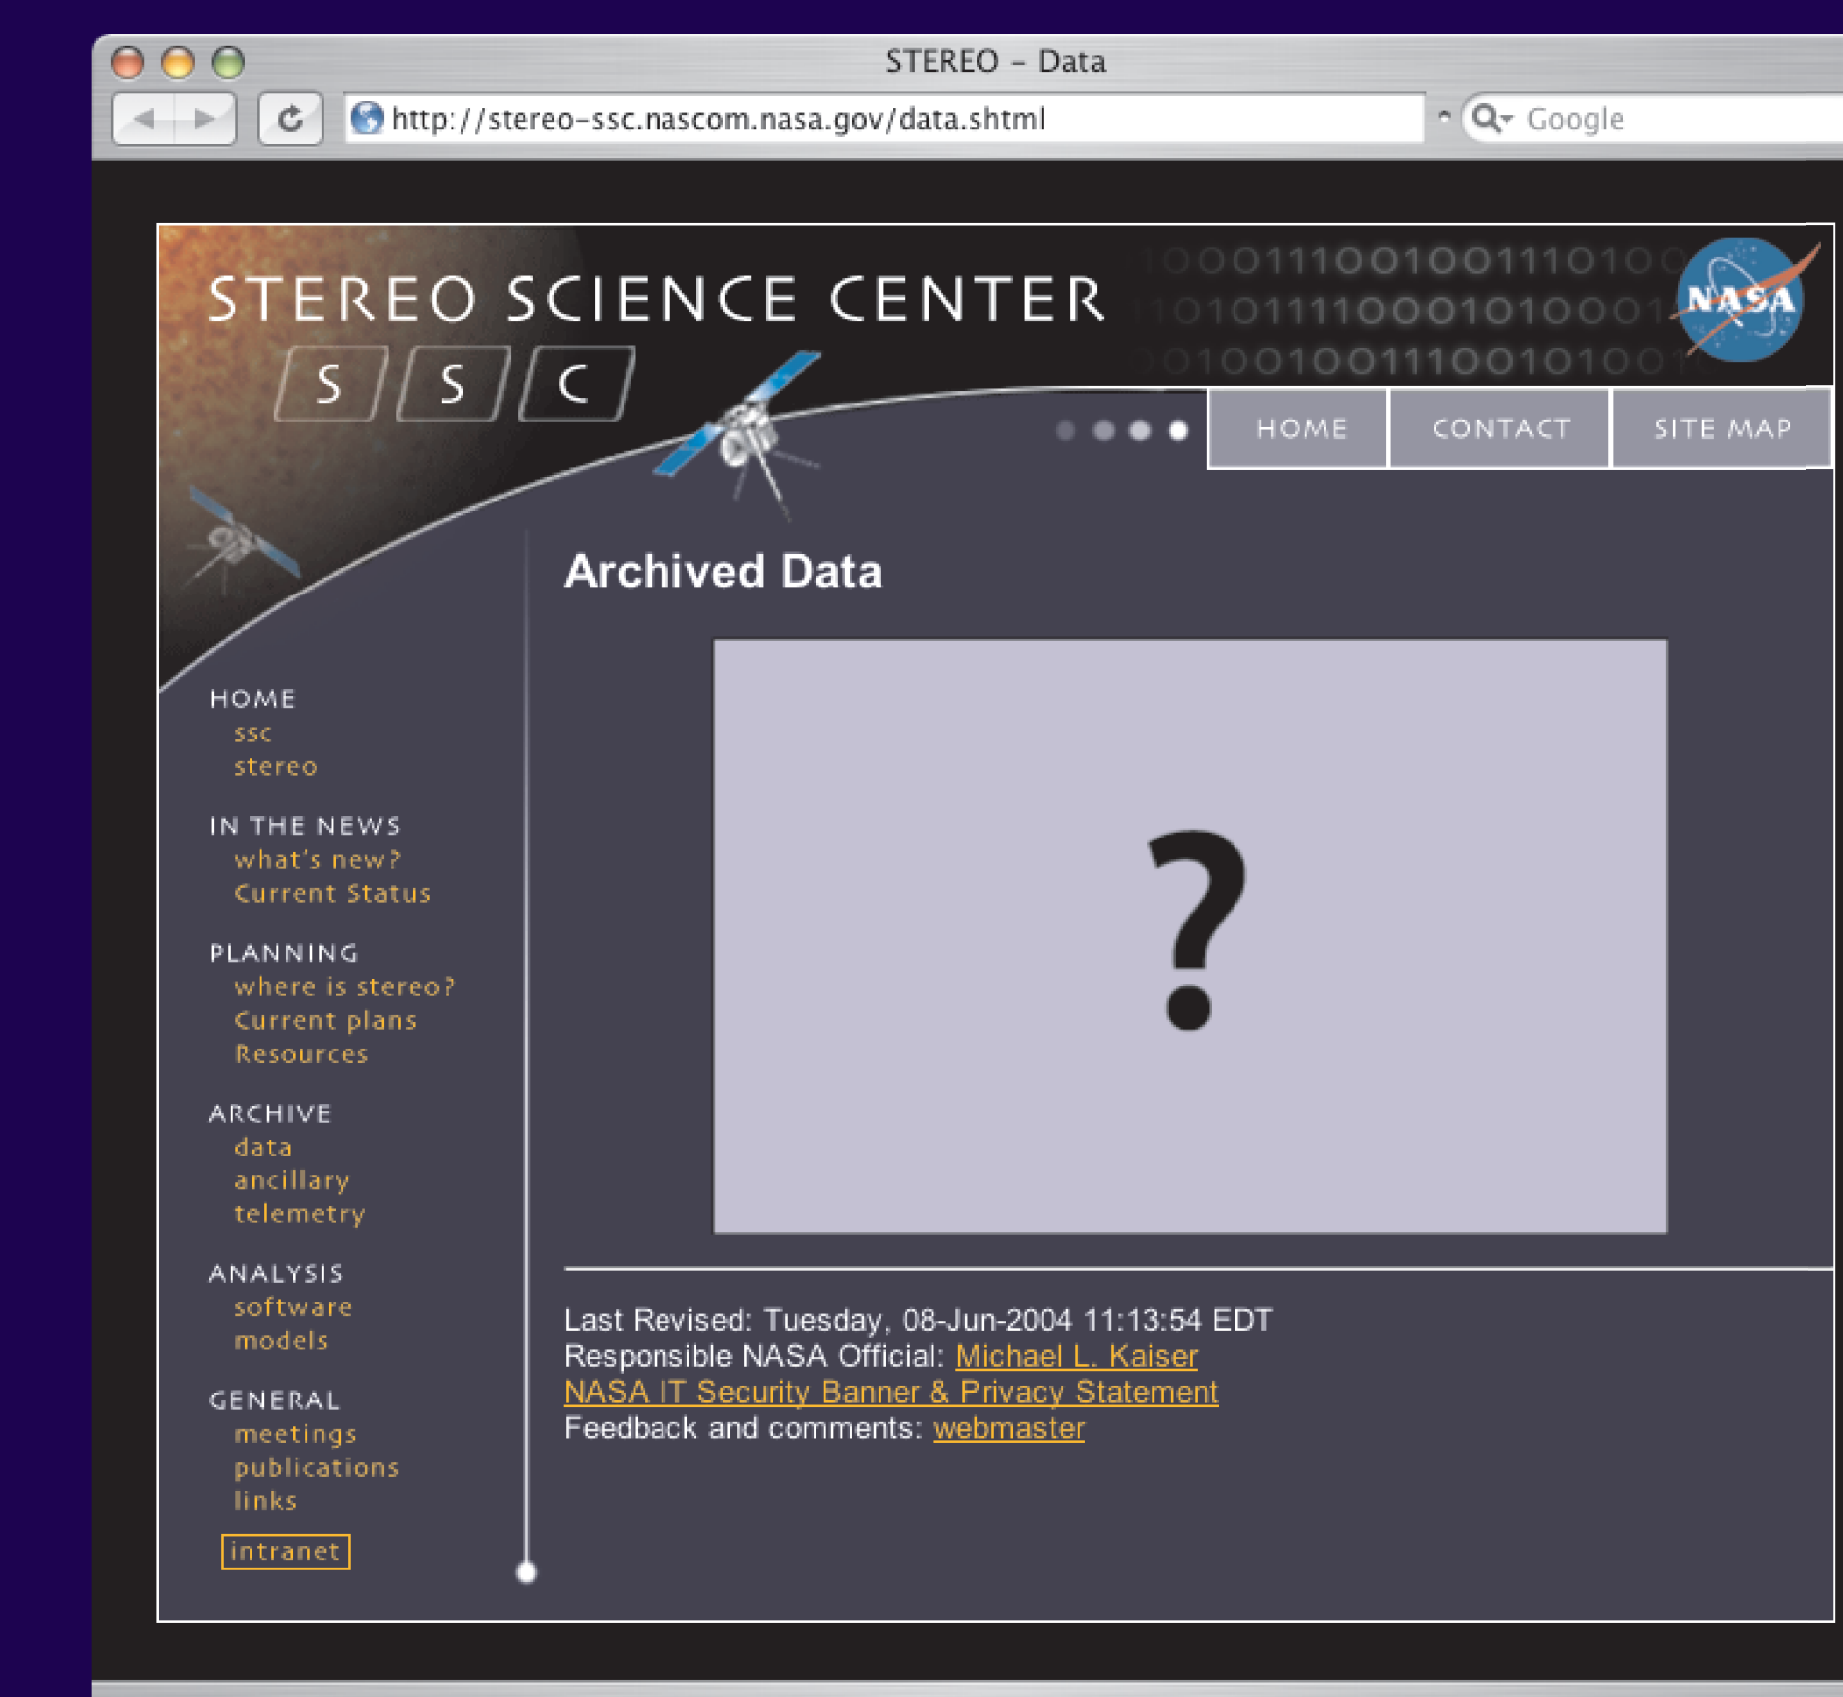 STEREO – Data
http://stereo-ssc.nascom.nasa.gov/data.shtml
Google
STEREO SCIENCE CENTER
S S C
NASA
HOME CONTACT SITE MAP
Archived Data
?
HOME
ssc
stereo
IN THE NEWS
what's new?
Current Status
PLANNING
where is stereo?
Current plans
Resources
ARCHIVE
data
ancillary
telemetry
ANALYSIS
software
models
GENERAL
meetings
publications
links
intranet
Last Revised: Tuesday, 08-Jun-2004 11:13:54 EDT
Responsible NASA Official: Michael L. Kaiser
NASA IT Security Banner & Privacy Statement
Feedback and comments: webmaster